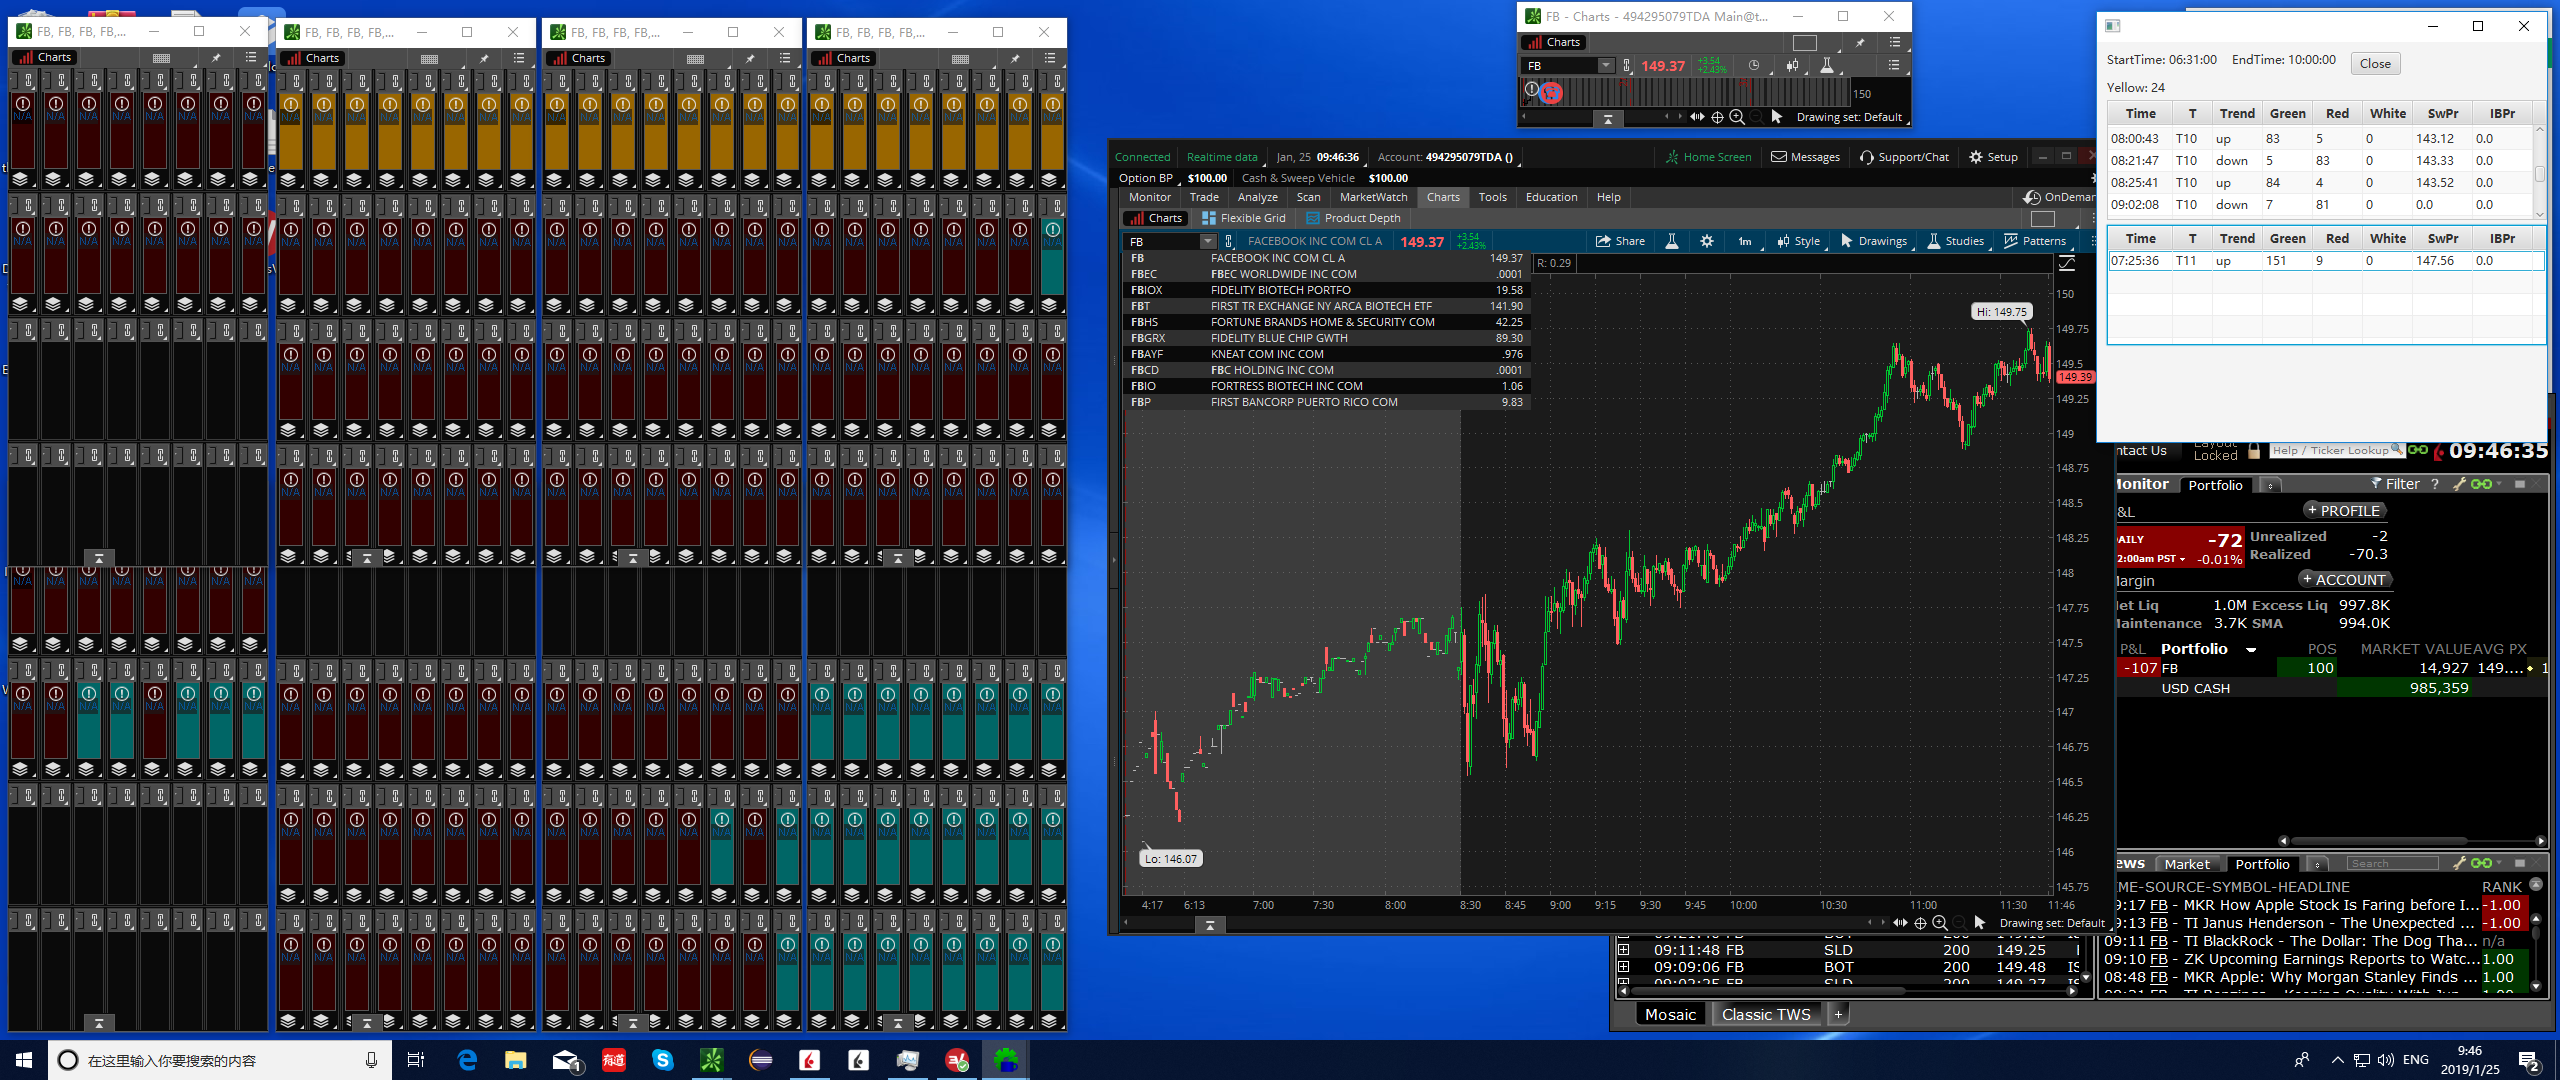 FB, FB, FB, FB,...
FB, FB, FB, FB,...
FB, FB, FB, FB,...
FB, FB, FB, FB,...
Charts
Charts
Charts
Charts
FB - Charts - 494295079TDA Main@t...
Charts
FB
149.37
+3.54
+2.43%
150
Drawing set: Default
Connected
Realtime data
Jan, 25 09:46:36
Account: 494295079TDA ()
Home Screen
Messages
Support/Chat
Setup
Option BP $100.00
Cash & Sweep Vehicle $100.00
Monitor Trade Analyze Scan MarketWatch Charts Tools Education Help
OnDeman
Charts Flexible Grid Product Depth
FB FACEBOOK INC COM CL A 149.37 +3.54 +2.43%
Share 1m Style Drawings Studies Patterns
FB FACEBOOK INC COM CL A 149.37
FBEC FBEC WORLDWIDE INC COM .0001
FBIOX FIDELITY BIOTECH PORTFO 19.58
FBT FIRST TR EXCHANGE NY ARCA BIOTECH ETF 141.90
FBHS FORTUNE BRANDS HOME & SECURITY COM 42.25
FBGRX FIDELITY BLUE CHIP GWTH 89.30
FBAYF KNEAT COM INC COM .976
FBCD FBC HOLDING INC COM .0001
FBIO FORTRESS BIOTECH INC COM 1.06
FBP FIRST BANCORP PUERTO RICO COM 9.83
R: 0.29
Hi: 149.75
Lo: 146.07
150
149.75
149.5
149.39
149.25
149
148.75
148.5
148.25
148
147.75
147.5
147.25
147
146.75
146.5
146.25
146
145.75
4:17 6:13 7:00 7:30 8:00 8:30 8:45 9:00 9:15 9:30 9:45 10:00 10:30 11:00 11:30 11:46
Drawing set: Default
StartTime: 06:31:00 EndTime: 10:00:00 Close
Yellow: 24
Time T Trend Green Red White SwPr IBPr
08:00:43 T10 up 83 5 0 143.12 0.0
08:21:47 T10 down 5 83 0 143.33 0.0
08:25:41 T10 up 84 4 0 143.52 0.0
09:02:08 T10 down 7 81 0 0.0 0.0
Time T Trend Green Red White SwPr IBPr
07:25:36 T11 up 151 9 0 147.56 0.0
ntact Us
Layout
Locked
Help / Ticker Lookup
09:46:35
Monitor Portfolio Filter ?
P&L
+ PROFILE
DAILY -72
2:00am PST -0.01%
Unrealized -2
Realized -70.3
Margin
+ ACCOUNT
Net Liq 1.0M Excess Liq 997.8K
Maintenance 3.7K SMA 994.0K
P&L Portfolio POS MARKET VALUE AVG PX
-107 FB 100 14,927 149....
USD CASH 985,359
ews Market Portfolio Search
ME-SOURCE-SYMBOL-HEADLINE RANK
9:17 FB - MKR How Apple Stock Is Faring before I... -1.00
9:13 FB - TI Janus Henderson - The Unexpected ... -1.00
09:11 FB - TI BlackRock - The Dollar: The Dog Tha... n/a
09:10 FB - ZK Upcoming Earnings Reports to Watc... 1.00
08:48 FB - MKR Apple: Why Morgan Stanley Finds ... 1.00
09:11:48 FB SLD 200 149.25
09:09:06 FB BOT 200 149.48 IS
Mosaic Classic TWS +
在这里输入你要搜索的内容
有道
ENG
9:46
2019/1/25